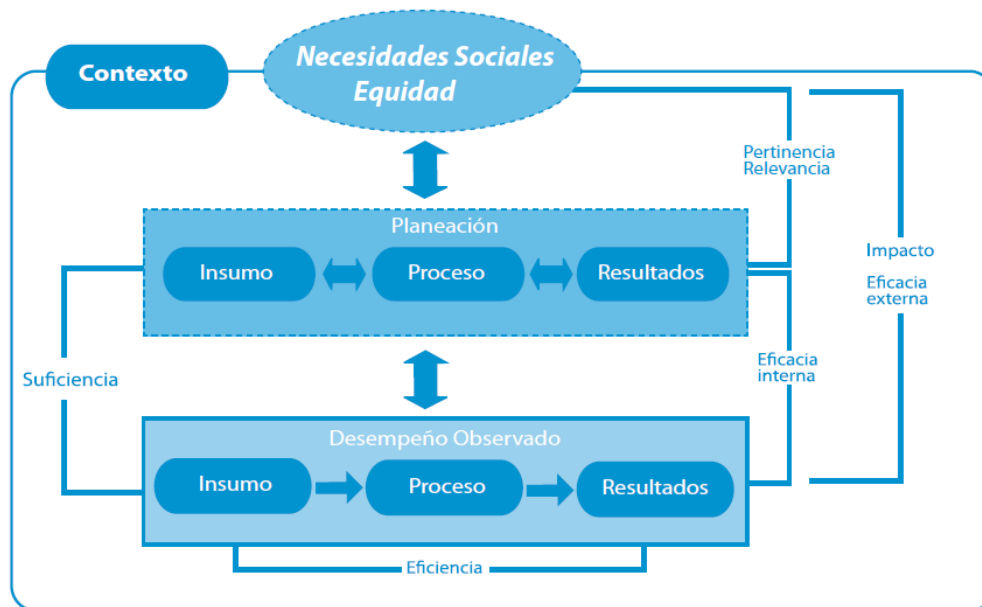 Contexto
Necesidades Sociales
Equidad
Pertinencia
Relevancia
Planeación
Insumo
Proceso
Resultados
Impacto
Eficacia
externa
Suficiencia
Eficacia
interna
Desempeño Observado
Insumo
Proceso
Resultados
Eficiencia